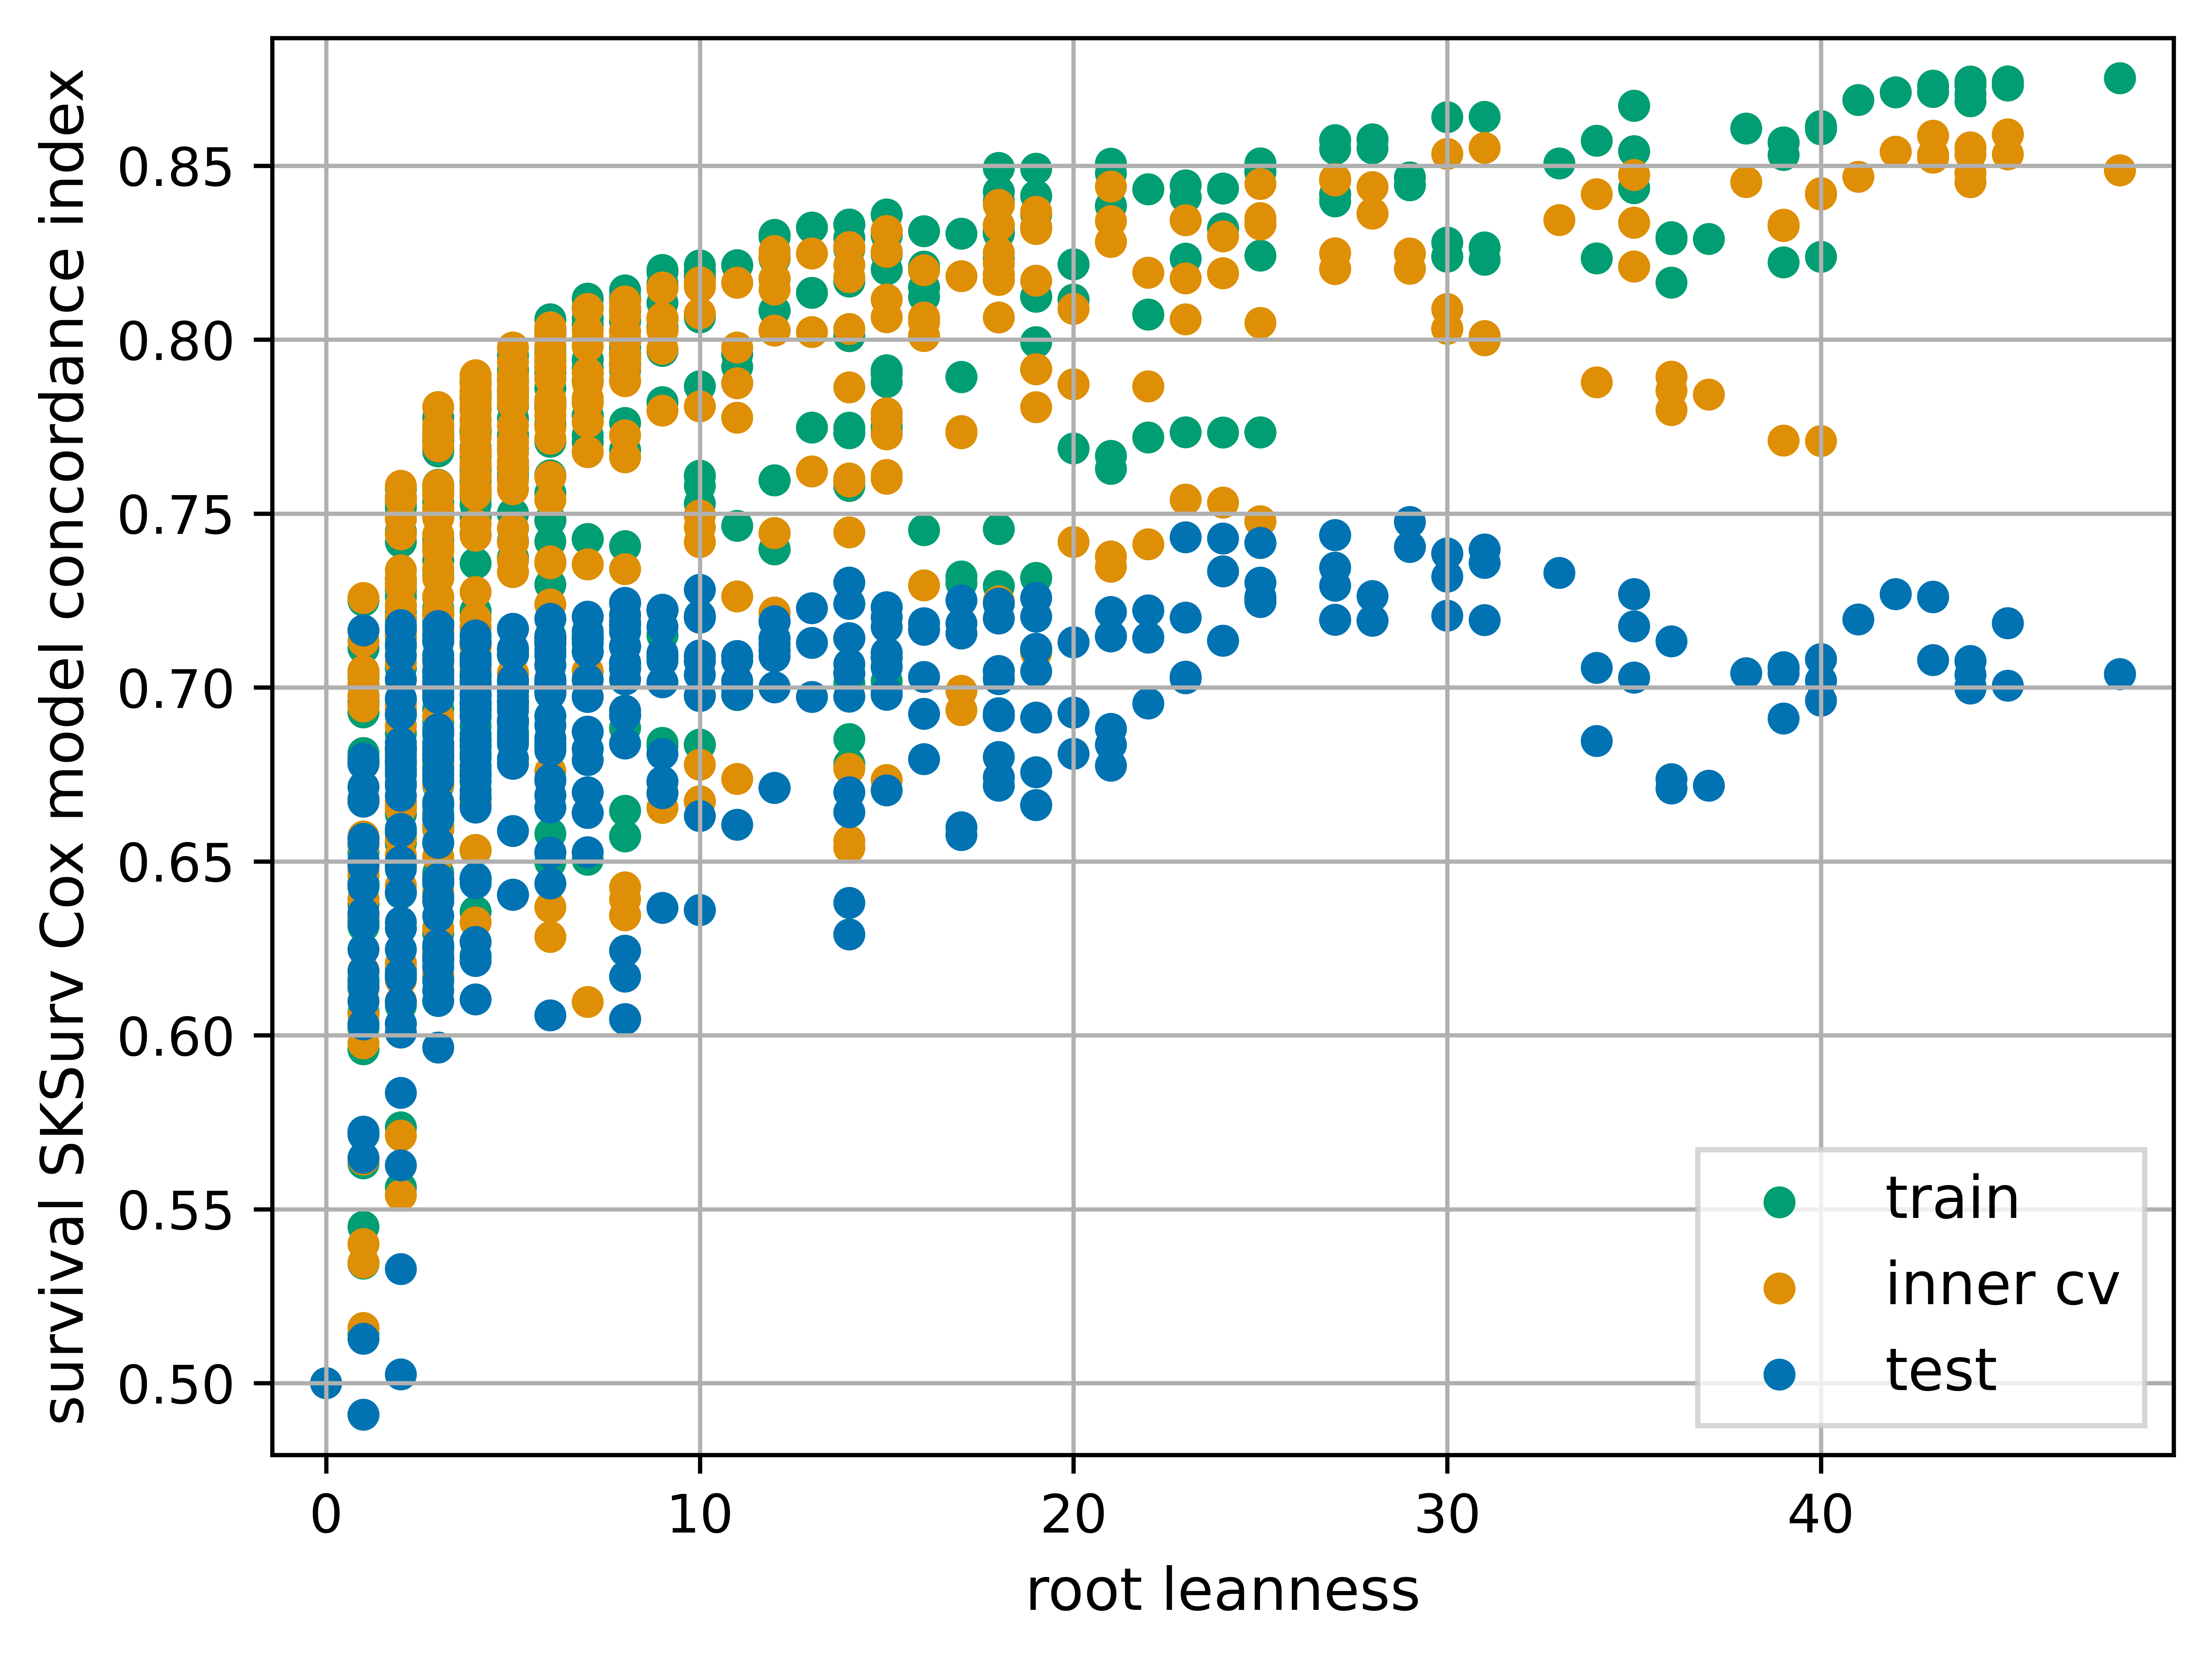 survival SKSurv Cox model concordance index
0.85
0.80
0.75
0.70
0.65
0.60
0.55
0.50
train
inner cv
test
0 10 20 30 40
root leanness